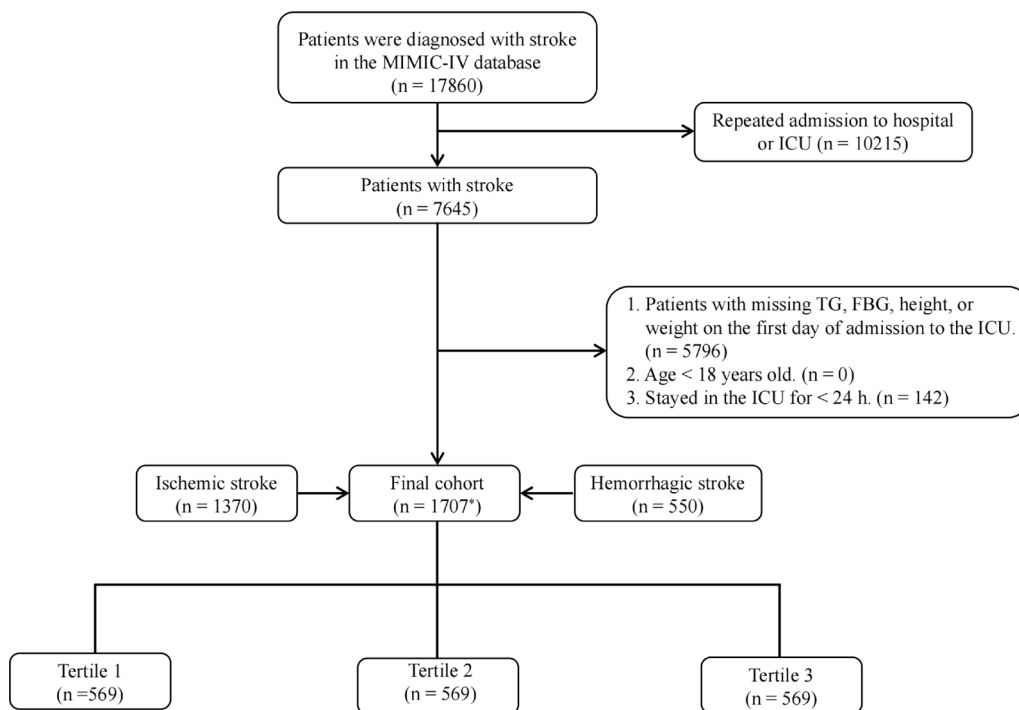 Patients were diagnosed with stroke
in the MIMIC-IV database
(n = 17860)
Repeated admission to hospital
or ICU (n = 10215)
Patients with stroke
(n = 7645)
1. Patients with missing TG, FBG, height, or
weight on the first day of admission to the ICU.
(n = 5796)
2. Age < 18 years old. (n = 0)
3. Stayed in the ICU for < 24 h. (n = 142)
Ischemic stroke
(n = 1370)
Final cohort
(n = 1707*)
Hemorrhagic stroke
(n = 550)
Tertile 1
(n =569)
Tertile 2
(n = 569)
Tertile 3
(n = 569)